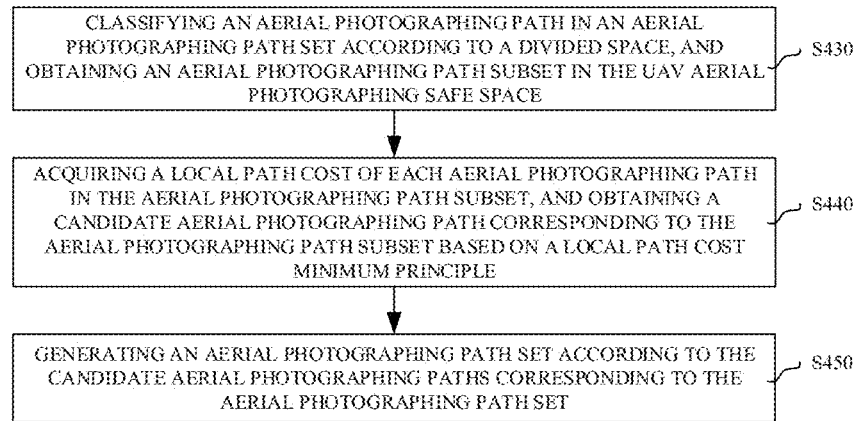 CLASSIFYING AN AERIAL PHOTOGRAPHING PATH IN AN AERIAL
PHOTOGRAPHING PATH SET ACCORDING TO A DIVIDED SPACE, AND
OBTAINING AN AERIAL PHOTOGRAPHING PATH SUBSET IN THE UAV AERIAL
PHOTOGRAPHING SAFE SPACE
S430
ACQUIRING A LOCAL PATH COST OF EACH AERIAL PHOTOGRAPHING PATH
IN THE AERIAL PHOTOGRAPHING PATH SUBSET, AND OBTAINING A
CANDIDATE AERIAL PHOTOGRAPHING PATH CORRESPONDING TO THE
AERIAL PHOTOGRAPHING PATH SUBSET BASED ON A LOCAL PATH COST
MINIMUM PRINCIPLE
S440
GENERATING AN AERIAL PHOTOGRAPHING PATH SET ACCORDING TO THE
CANDIDATE AERIAL PHOTOGRAPHING PATHS CORRESPONDING TO THE
AERIAL PHOTOGRAPHING PATH SET
S450